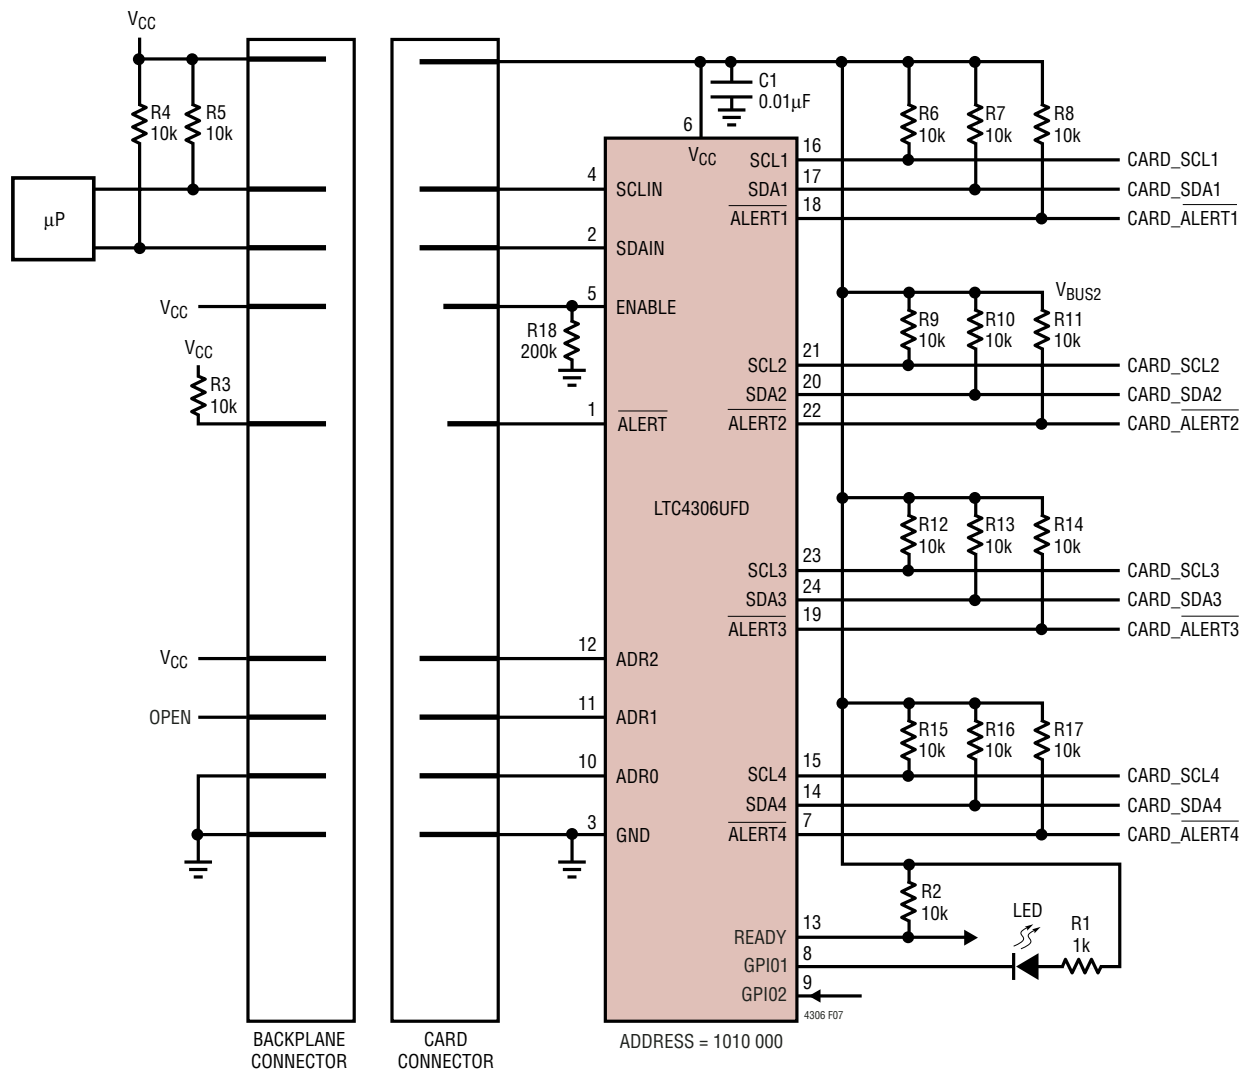 VCC
R4
10k
R5
10k
μP
VCC
VCC
R3
10k
VCC
OPEN
BACKPLANE
CONNECTOR
CARD
CONNECTOR
C1
0.01μF
6
VCC
4
SCLIN
2
SDAIN
5
ENABLE
R18
200k
1
ALERT
LTC4306UFD
12
ADR2
11
ADR1
10
ADR0
3
GND
SCL1
16
SDA1
17
ALERT1
18
R6
10k
R7
10k
R8
10k
CARD_SCL1
CARD_SDA1
CARD_ALERT1
VBUS2
R9
10k
R10
10k
R11
10k
SCL2
21
SDA2
20
ALERT2
22
CARD_SCL2
CARD_SDA2
CARD_ALERT2
R12
10k
R13
10k
R14
10k
SCL3
23
SDA3
24
ALERT3
19
CARD_SCL3
CARD_SDA3
CARD_ALERT3
R15
10k
R16
10k
R17
10k
SCL4
15
SDA4
14
ALERT4
7
CARD_SCL4
CARD_SDA4
CARD_ALERT4
R2
10k
READY
13
GPIO1
8
GPIO2
9
LED
R1
1k
4306 F07
ADDRESS = 1010 000